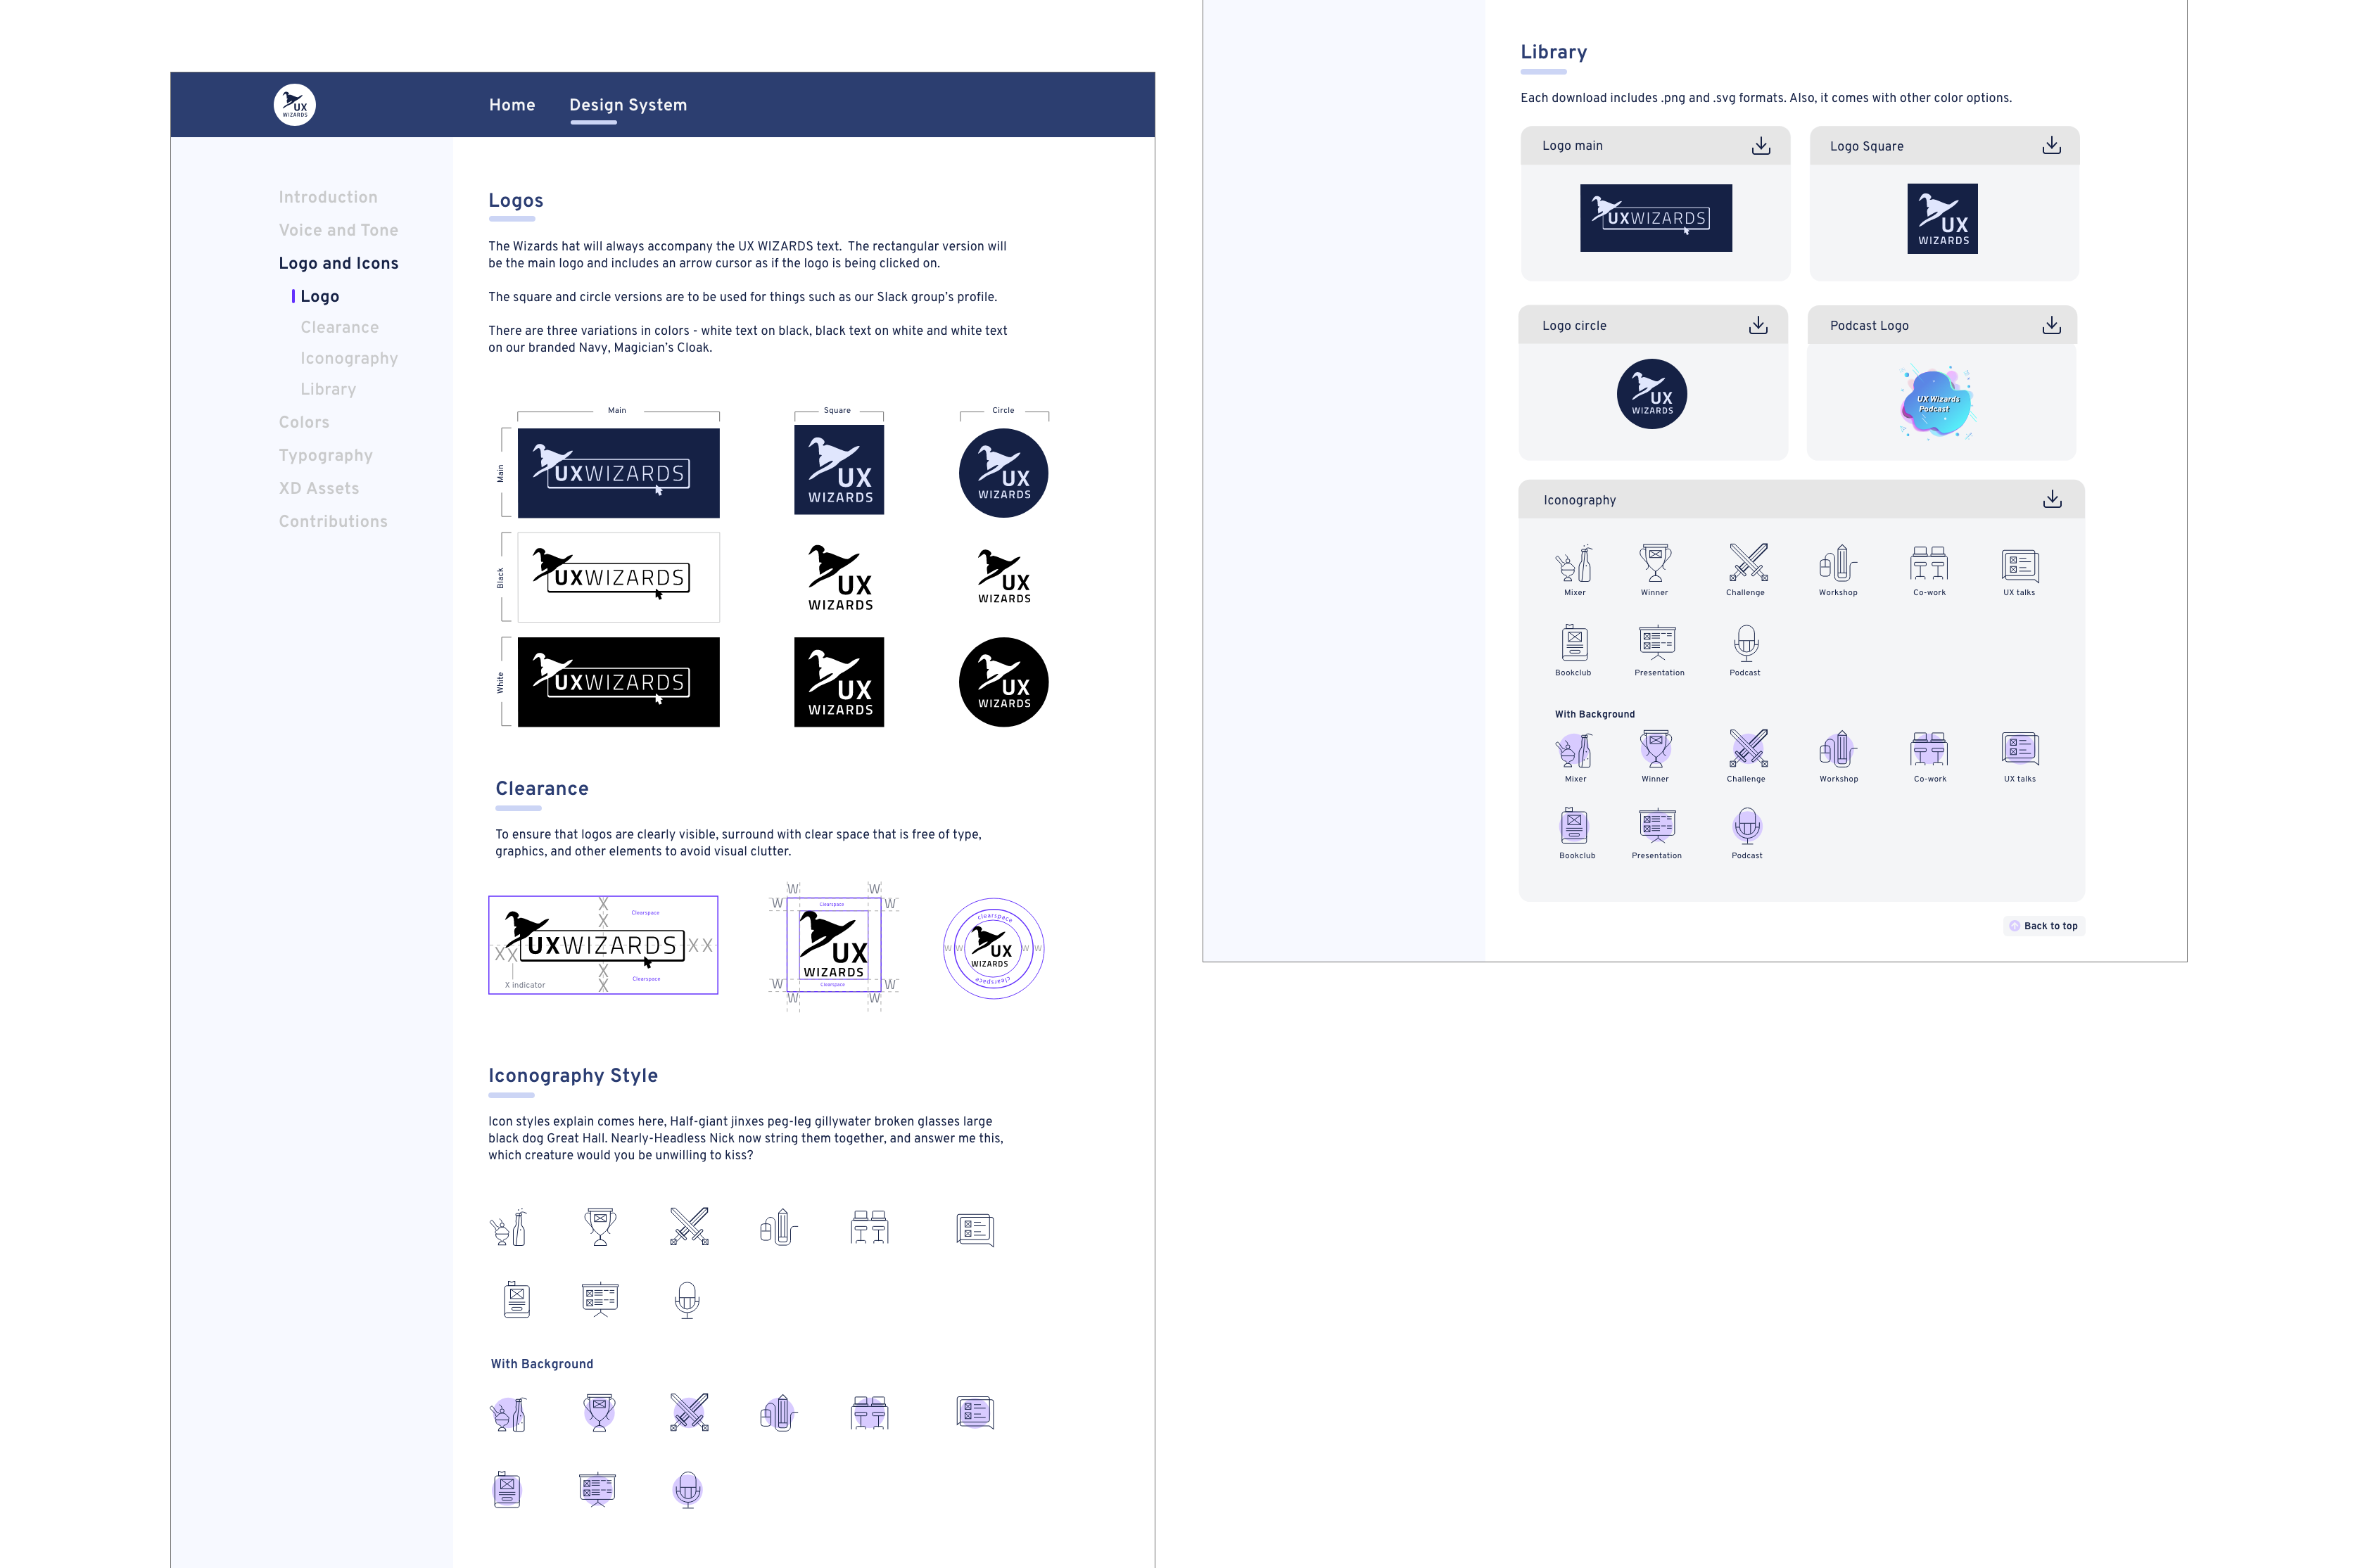 UX
WIZARDS
Home
Design System
Introduction
Voice and Tone
Logo and Icons
Logo
Clearance
Iconography
Library
Colors
Typography
XD Assets
Contributions
Logos
The Wizards hat will always accompany the UX WIZARDS text. The rectangular version will
be the main logo and includes an arrow cursor as if the logo is being clicked on.
The square and circle versions are to be used for things such as our Slack group's profile.
There are three variations in colors - white text on black, black text on white and white text
on our branded Navy, Magician's Cloak.
Main
Square
Circle
Main
UXWIZARDS
UX
WIZARDS
UX
WIZARDS
Black
UXWIZARDS
UX
WIZARDS
UX
WIZARDS
White
UXWIZARDS
UX
WIZARDS
UX
WIZARDS
Clearance
To ensure that logos are clearly visible, surround with clear space that is free of type,
graphics, and other elements to avoid visual clutter.
X
X
Clearspace
UXWIZARDS
X X
X X
X
X
Clearspace
X indicator
W
W
W
W
Clearspace
UX
WIZARDS
W
W
Clearspace
W
W
clearspace
W W
UX
WIZARDS
W W
clearspace
Iconography Style
Icon styles explain comes here, Half-giant jinxes peg-leg gillywater broken glasses large
black dog Great Hall. Nearly-Headless Nick now string them together, and answer me this,
which creature would you be unwilling to kiss?
With Background
Library
Each download includes .png and .svg formats. Also, it comes with other color options.
Logo main
UXWIZARDS
Logo Square
UX
WIZARDS
Logo circle
UX
WIZARDS
Podcast Logo
UX Wizards
Podcast
Iconography
Mixer
Winner
Challenge
Workshop
Co-work
UX talks
Bookclub
Presentation
Podcast
With Background
Mixer
Winner
Challenge
Workshop
Co-work
UX talks
Bookclub
Presentation
Podcast
Back to top